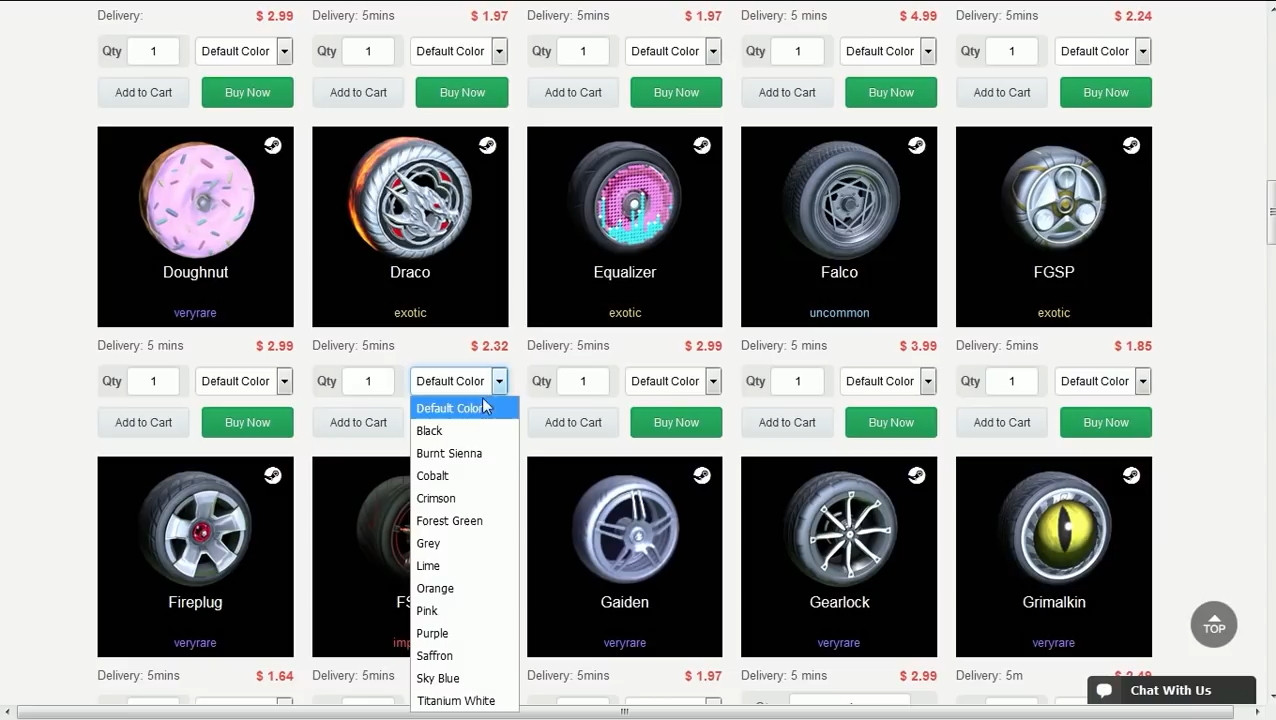 Delivery: $ 2.99 Delivery: 5mins $ 1.97 Delivery: 5mins $ 1.97 Delivery: 5 mins $ 4.99 Delivery: 5mins $ 2.24
Qty 1 Default Color Qty 1 Default Color Qty 1 Default Color Qty 1 Default Color Qty 1 Default Color
Add to Cart Buy Now Add to Cart Buy Now Add to Cart Buy Now Add to Cart Buy Now Add to Cart Buy Now
Doughnut Draco Equalizer Falco FGSP
veryrare exotic exotic uncommon exotic
Delivery: 5 mins $ 2.99 Delivery: 5mins $ 2.32 Delivery: 5mins $ 2.99 Delivery: 5 mins $ 3.99 Delivery: 5mins $ 1.85
Qty 1 Default Color Qty 1 Default Color Qty 1 Default Color Qty 1 Default Color Qty 1 Default Color
Add to Cart Buy Now Add to Cart Add to Cart Buy Now Add to Cart Buy Now Add to Cart Buy Now
Default Color
Black
Burnt Sienna
Cobalt
Crimson
Forest Green
Grey
Lime
Orange
Pink
Purple
Saffron
Sky Blue
Titanium White
Fireplug Gaiden Gearlock Grimalkin
veryrare veryrare veryrare veryrare
Delivery: 5mins $ 1.64 Delivery: 5mins $ 1.97 Delivery: 5mins $ 2.99 Delivery: 5m
TOP
Chat With Us